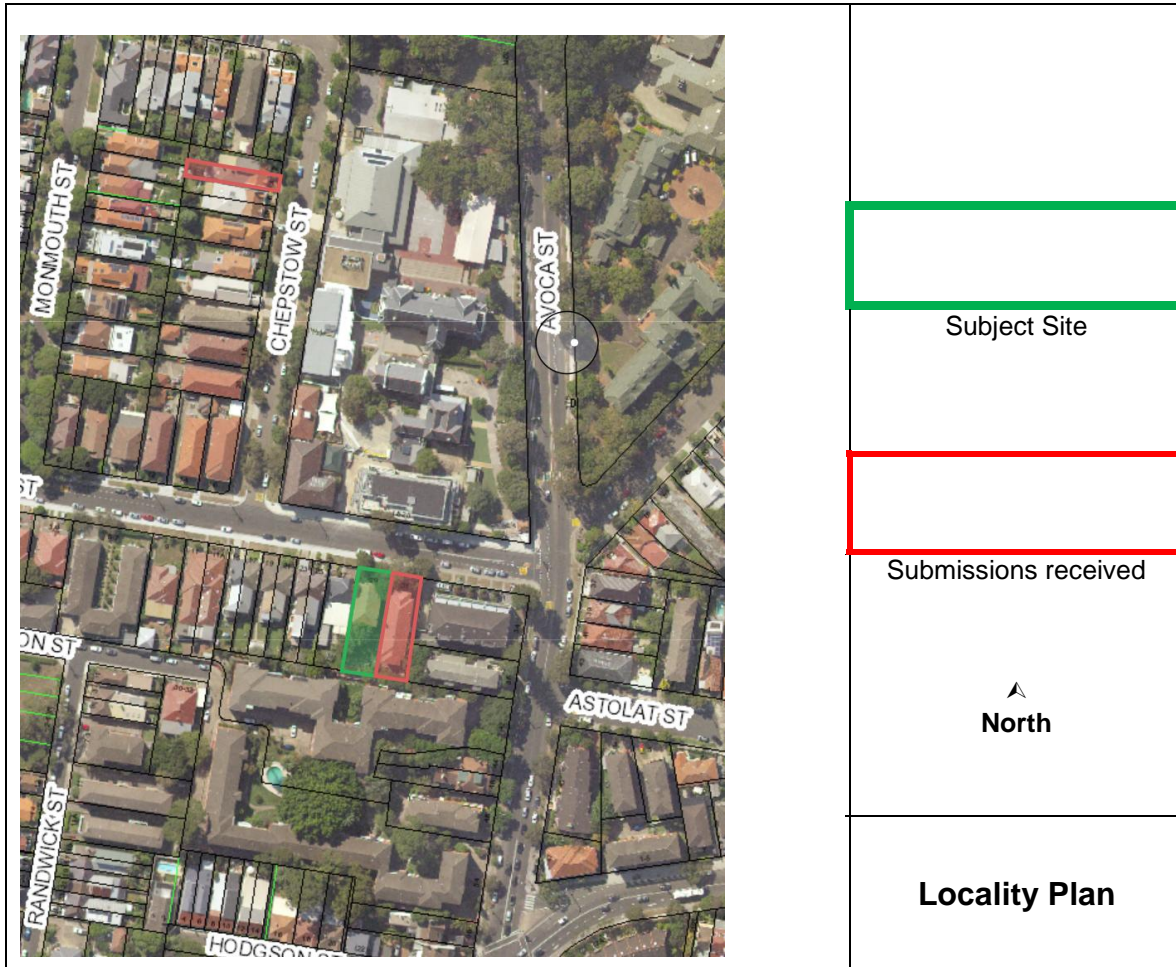 MONMOUTH ST
CHEPSTOW ST
AVOCA ST
ST
ON ST
ASTOLAT ST
RANDWICK ST
HODGSON ST
Subject Site
Submissions received
North
Locality Plan